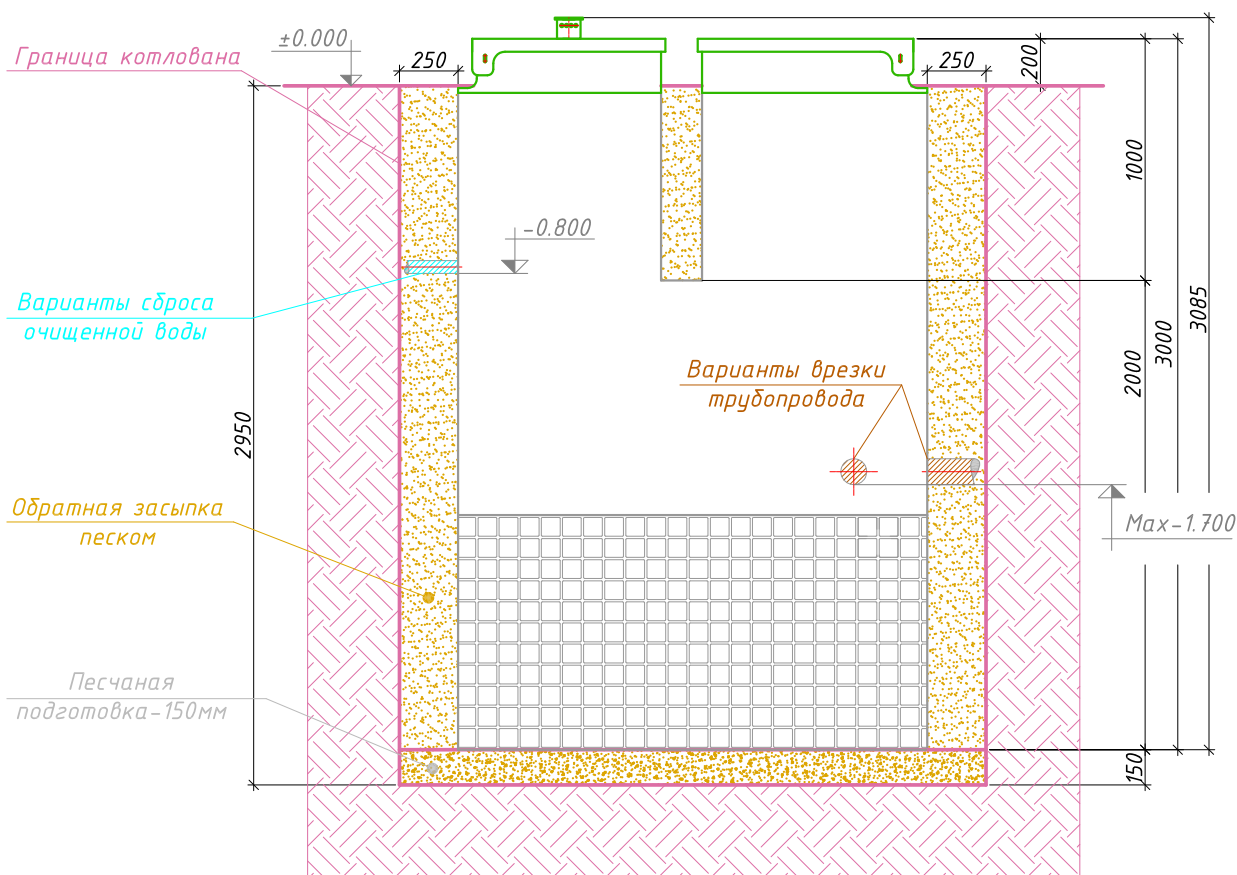 Граница котлована
±0.000
250
250
200
1000
-0.800
Варианты сброса
очищенной воды
3085
3000
2000
Варианты врезки
трубопровода
2950
Обратная засыпка
песком
Max-1.700
Песчаная
подготовка-150мм
150